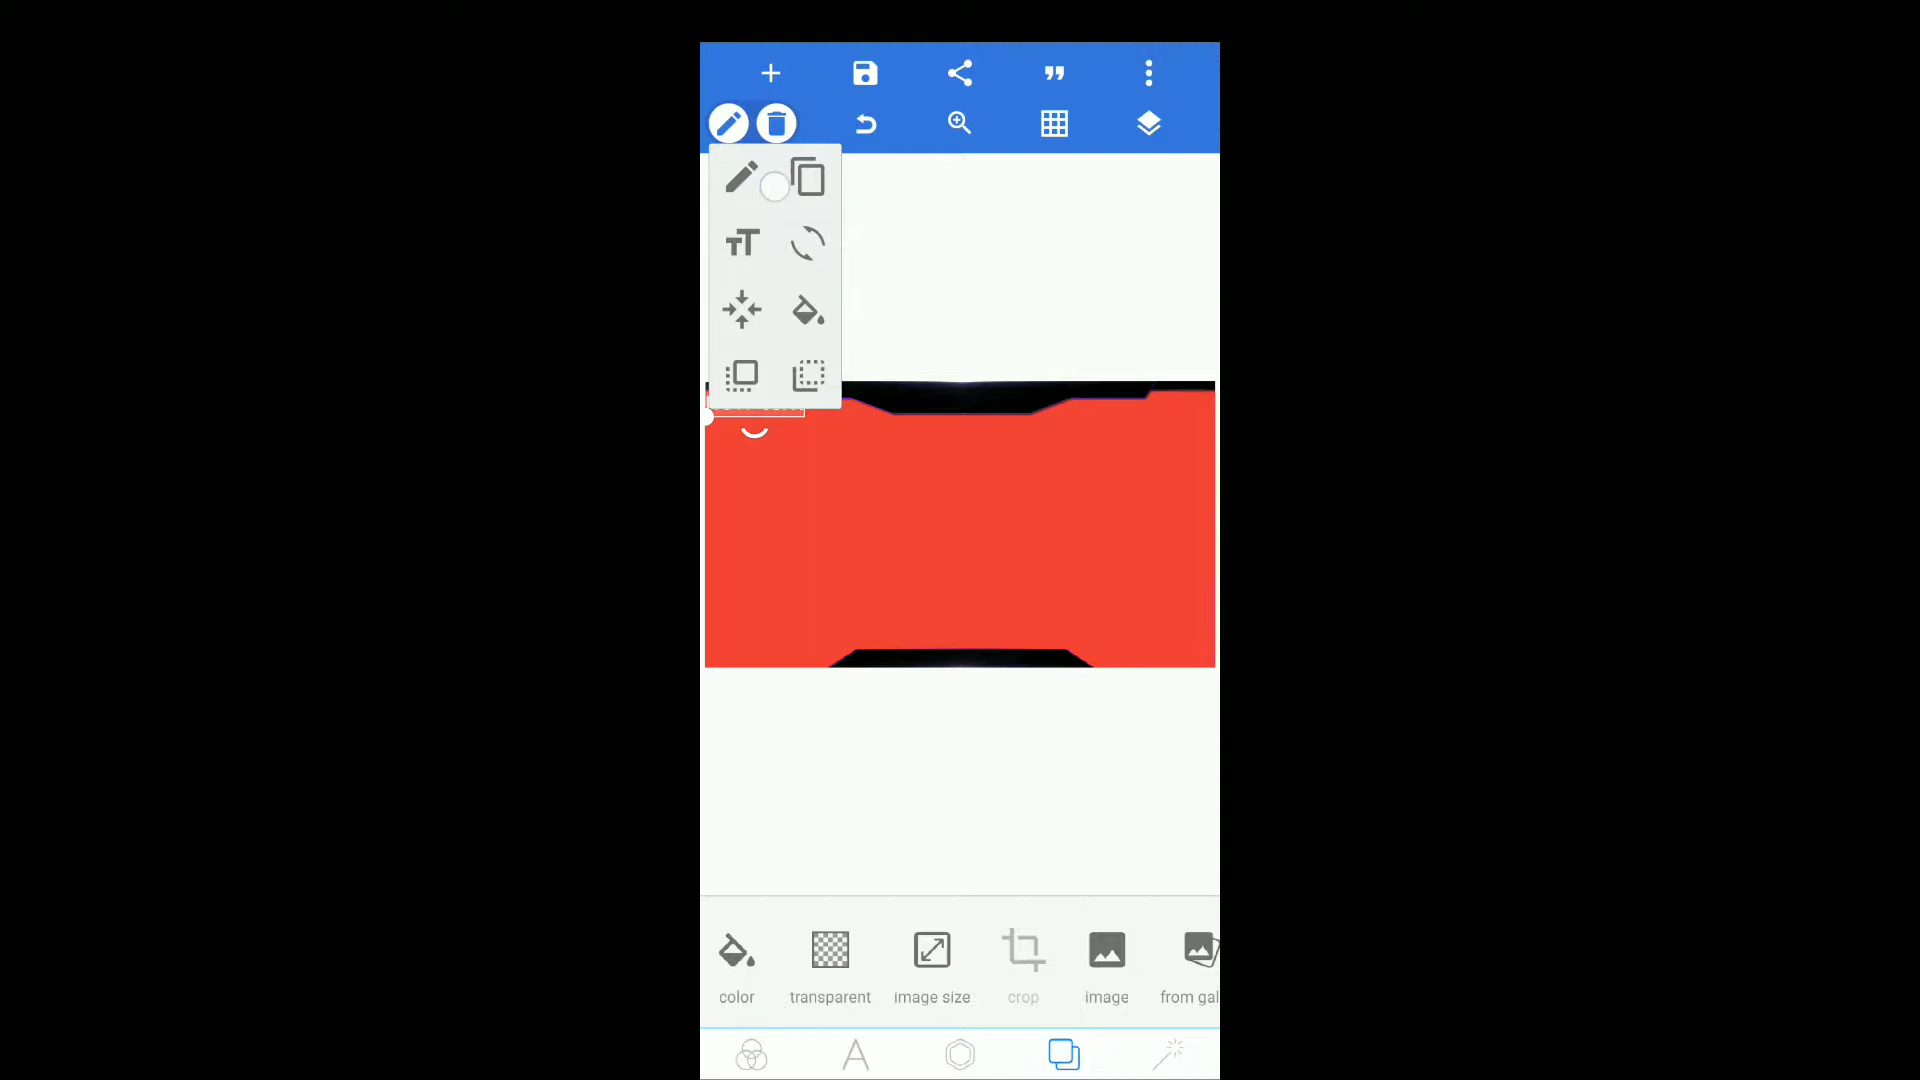 color
transparent
image size
crop
image
from gal